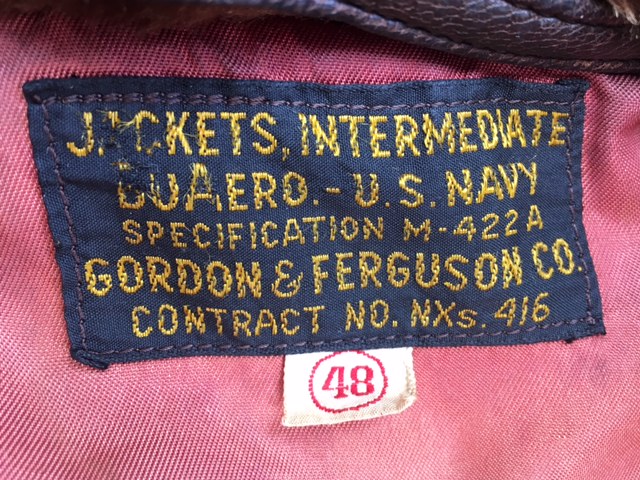 JACKETS, INTERMEDIATE
BUAERO.-U.S. NAVY
SPECIFICATION M-422A
GORDON & FERGUSON CO.
CONTRACT NO. NXs. 416
48